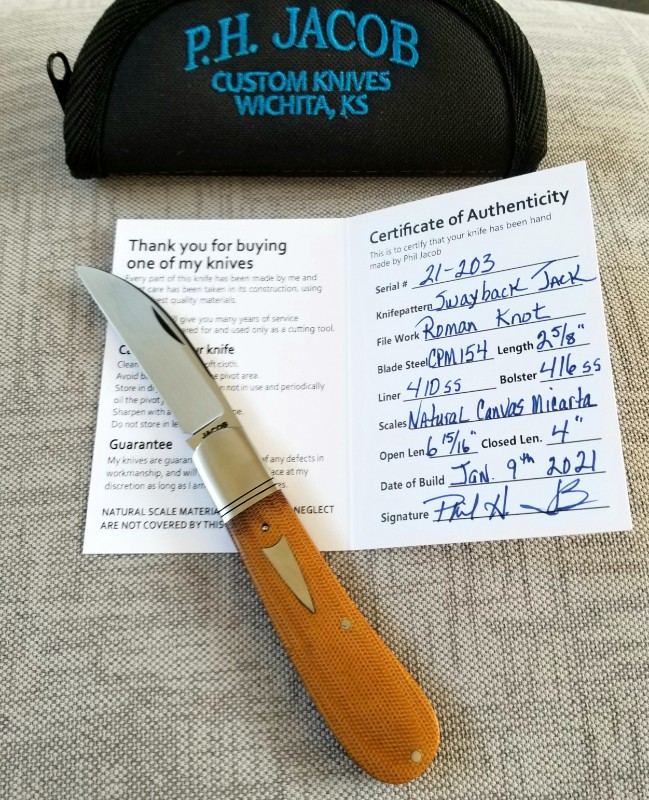 P.H. JACOB
CUSTOM KNIVES
WICHITA, KS
Thank you for buying
one of my knives
Every part of this knife has been made by me and
care has been taken in its construction, using
quality materials.
give you many years of service
for and used only as a cutting tool.
knife
Clean soft cloth.
pivot area.
Store in not in use and periodically
oil the pivot
Sharpen with a
Do not store in
Guarantee
My knives are of any defects in
workmanship, and will at my
discretion as long as I
NATURAL SCALE NEGLECT
ARE NOT COVERED BY THIS
Certificate of Authenticity
This is to certify that your knife has been hand
made by Phil Jacob
Serial # 21-203
Knifepattern Swayback Jack
File Work Roman Knot
Blade Steel CPM154 Length 2 5/8"
Liner 410 SS Bolster 416 SS
Scales Natural Canvas Micarta
Open Len. 6 15/16" Closed Len. 4"
Date of Build Jan. 9th 2021
Signature Phil H
JACOB